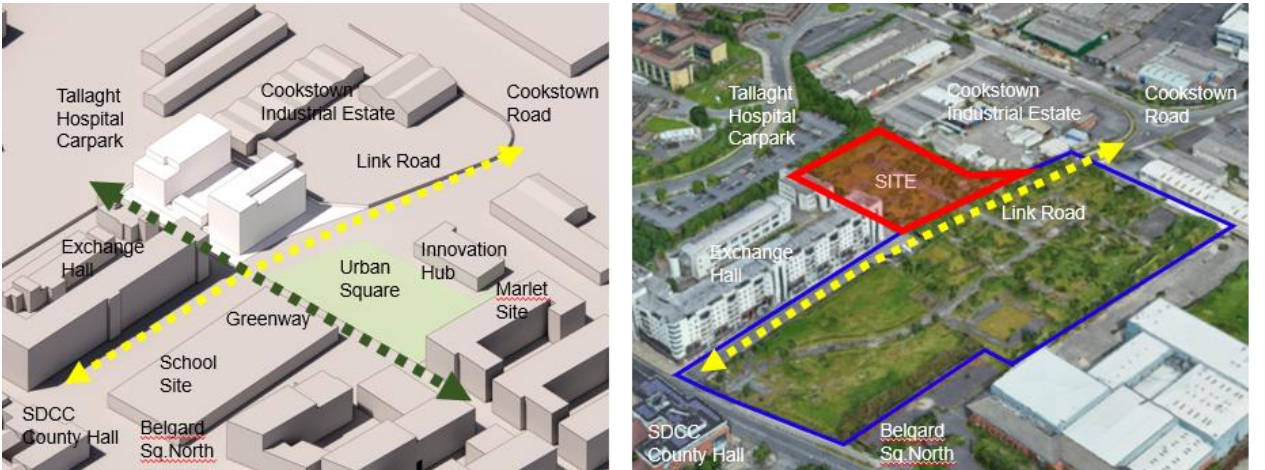 Tallaght
Hospital
Carpark
Cookstown
Industrial Estate
Cookstown
Road
Link Road
Exchange
Hall
Urban
Square
Innovation
Hub
Marlet
Site
Greenway
School
Site
SDCC
County Hall
Belgard
Sq.North
Tallaght
Hospital
Carpark
Cookstown
Industrial Estate
Cookstown
Road
SITE
Link Road
Exchange
Hall
SDCC
County Hall
Belgard
Sq.North